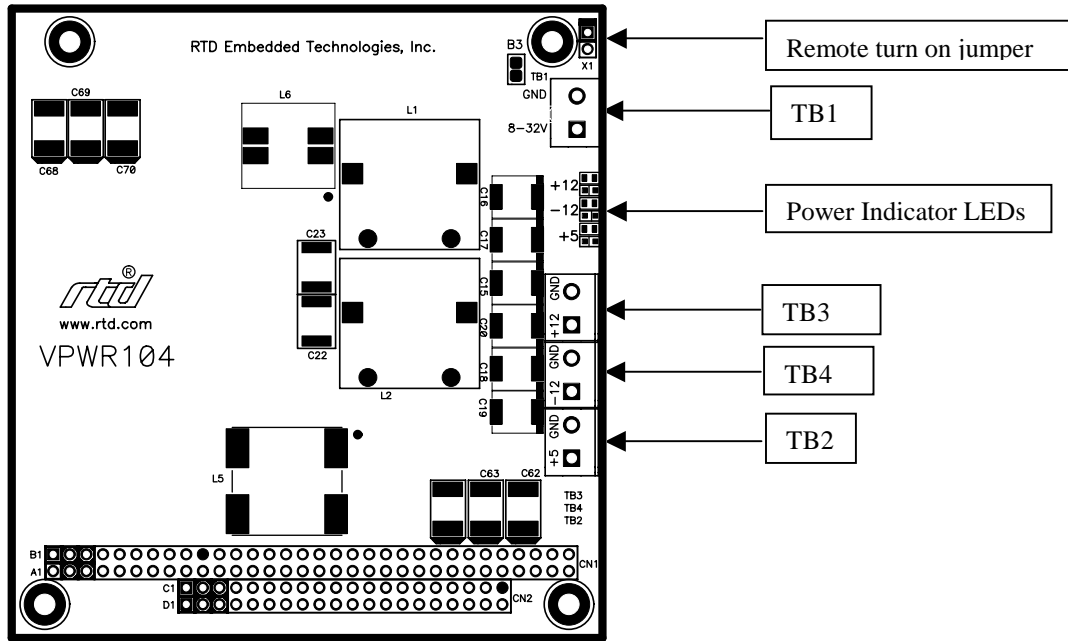 RTD Embedded Technologies, Inc.
B3
X1
Remote turn on jumper
TB1
GND
8-32V
TB1
C69
C68
C70
L6
L1
C16
+12
-12
+5
Power Indicator LEDs
C17
C23
C15
GND
+12
TB3
®
rtd
www.rtd.com
VPWR104
C22
L2
C20
C18
GND
-12
TB4
C19
GND
+5
TB2
L5
C63
C62
TB3
TB4
TB2
B1
A1
CN1
C1
D1
CN2